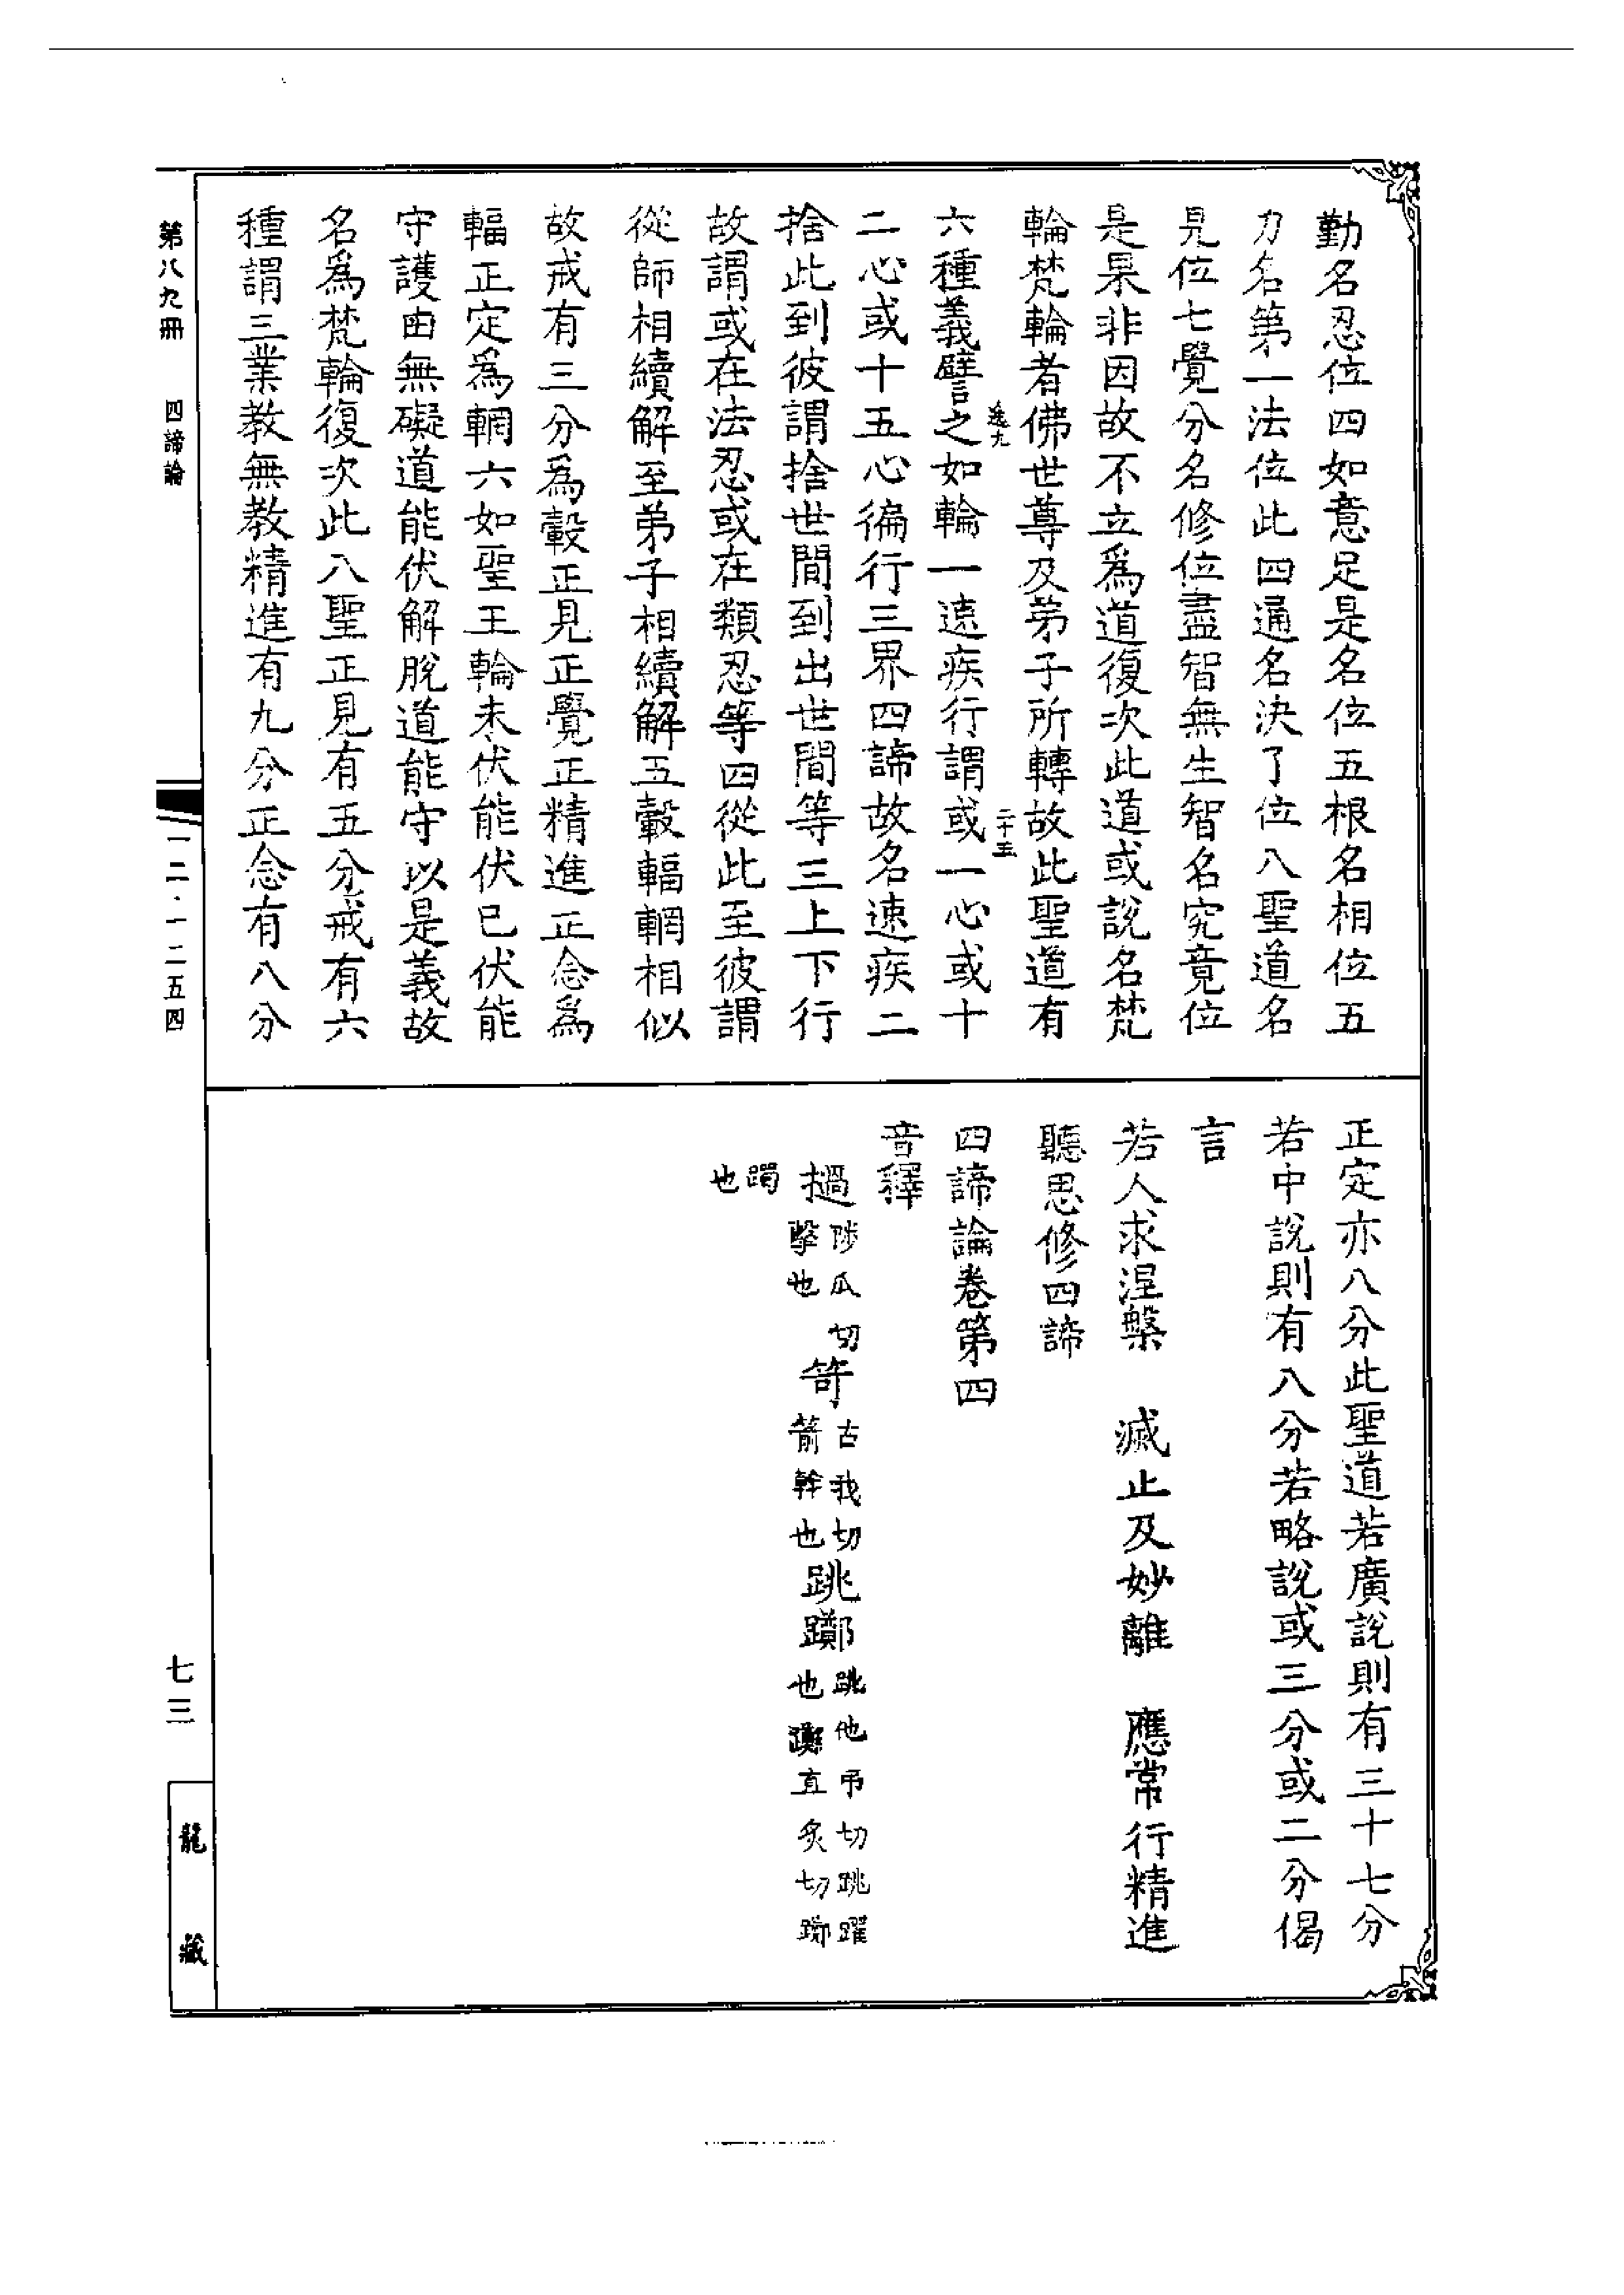 勤名忍位四如意足是名位五根名相位五
力名第一法位此四通名決了位八聖道名
見位七覺分名修位盡智無生智名究竟位
是果非因故不立爲道復次此道或說名梵
輪梵輪者佛世尊及弟子所轉故此聖道有
卷九
二十五
六種義譬之如輪一速疾行謂或一心或十
二心或十五心徧行三界四諦故名速疾二
捨此到彼謂捨世間到出世間等三上下行
故謂或在法忍或在類忍等四從此至彼謂
從師相續解至弟子相續解五轂輻輞相似
故戒有三分爲轂正見正覺正精進正念爲
輻正定爲輞六如聖王輪未伏能伏已伏能
守護由無礙道能伏解脫道能守以是義故
名爲梵輪復次此八聖正見有五分戒有六
種謂三業教無教精進有九分正念有八分
正定亦八分此聖道若廣說則有三十七分
若中說則有八分若略說或三分或二分偈
言
若人求涅槃　滅止及妙離　應常行精進
聽思修四諦
四諦論卷第四
音釋
撾陟瓜切擊也笴古我切箭幹也跳躑跳他弔切跳躍也躑直炙切躑
躅也
第八九冊　四諦論
一二·一二五四
七三
龍藏